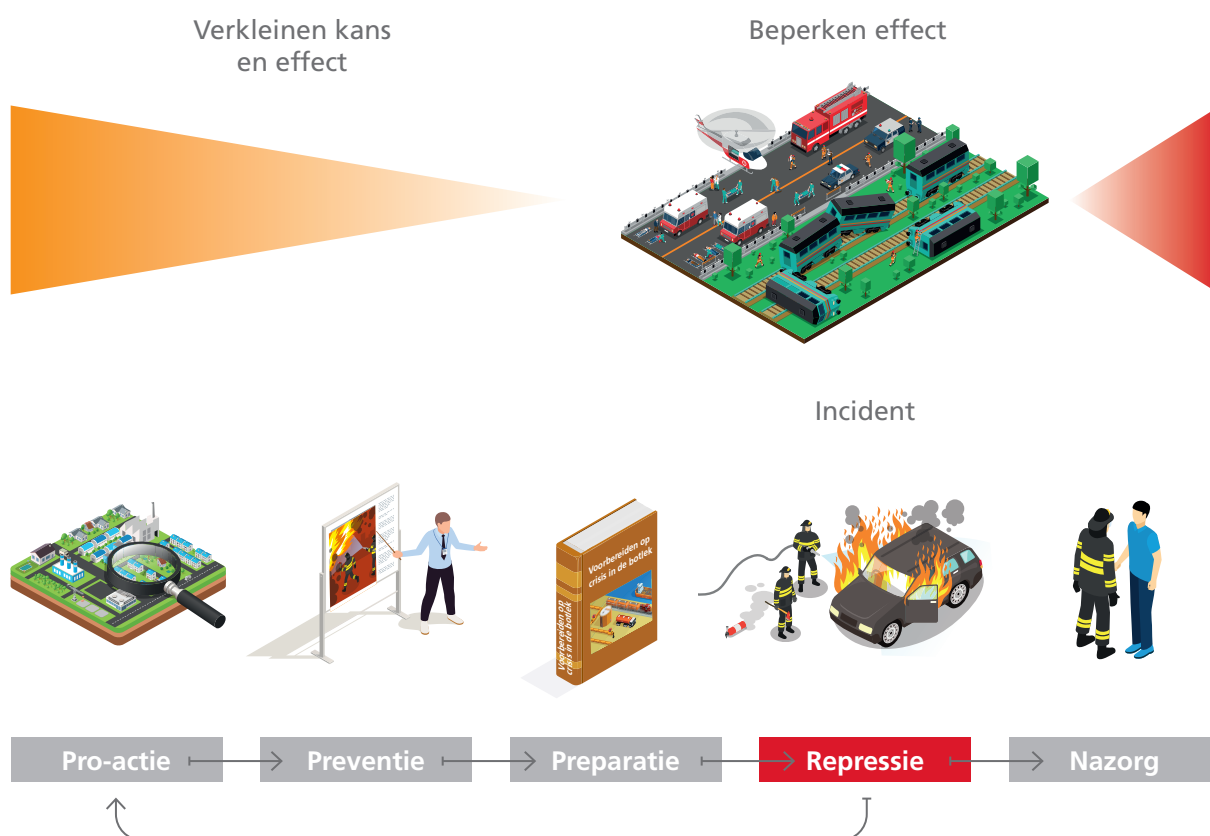 Verkleinen kans
en effect
Beperken effect
Incident
Voorbereiden op
crisis in de botlek
Voorbereiden op
crisis in de botlek
Pro-actie
Preventie
Preparatie
Repressie
Nazorg